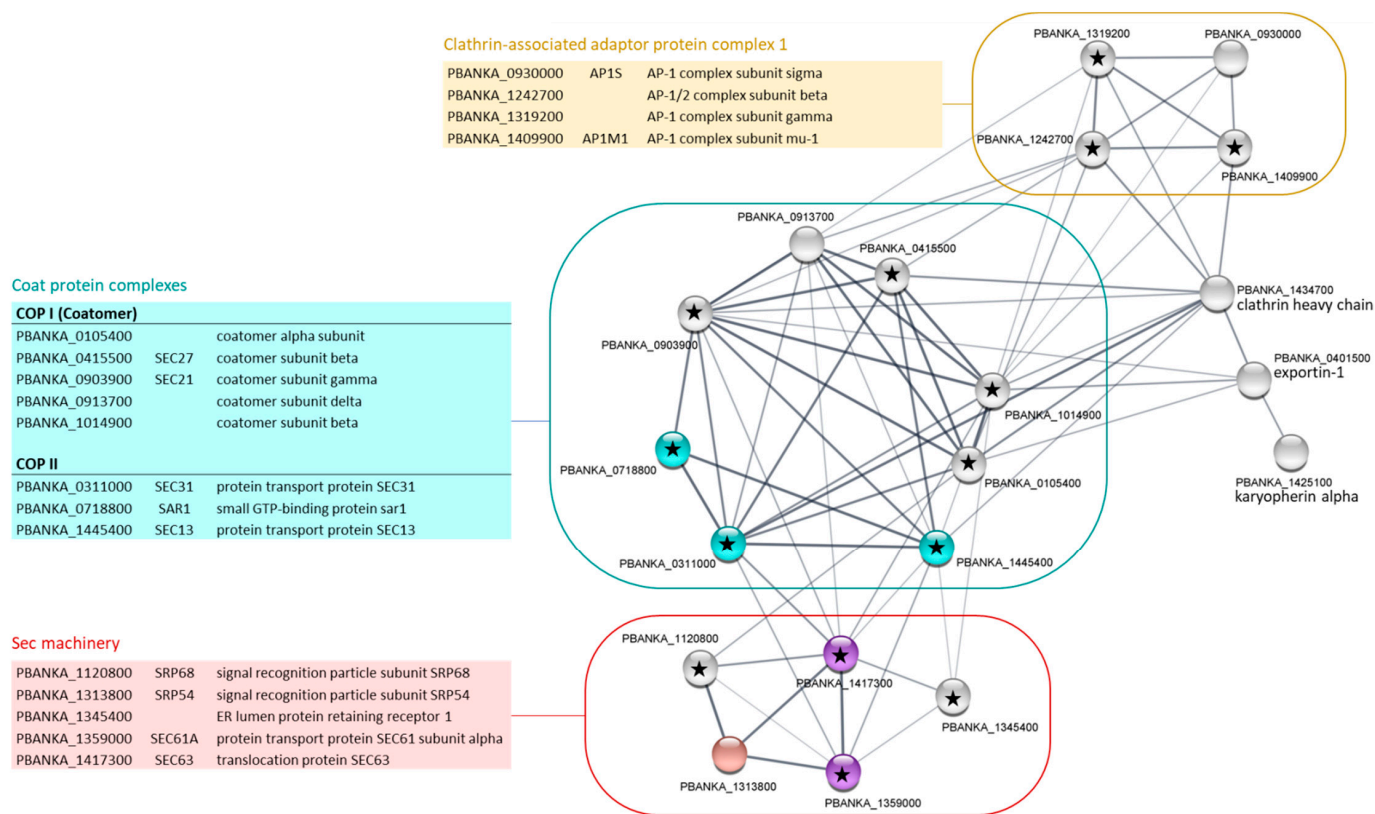 Clathrin-associated adaptor protein complex 1
PBANKA_0930000 AP1S AP-1 complex subunit sigma
PBANKA_1242700 AP-1/2 complex subunit beta
PBANKA_1319200 AP-1 complex subunit gamma
PBANKA_1409900 AP1M1 AP-1 complex subunit mu-1
PBANKA_1319200
PBANKA_0930000
PBANKA_1242700
PBANKA_1409900
Coat protein complexes
COP I (Coatomer)
PBANKA_0105400 coatomer alpha subunit
PBANKA_0415500 SEC27 coatomer subunit beta
PBANKA_0903900 SEC21 coatomer subunit gamma
PBANKA_0913700 coatomer subunit delta
PBANKA_1014900 coatomer subunit beta
COP II
PBANKA_0311000 SEC31 protein transport protein SEC31
PBANKA_0718800 SAR1 small GTP-binding protein sar1
PBANKA_1445400 SEC13 protein transport protein SEC13
PBANKA_0913700
PBANKA_0415500
PBANKA_0903900
PBANKA_1014900
PBANKA_0718800
PBANKA_0105400
PBANKA_0311000
PBANKA_1445400
PBANKA_1434700
clathrin heavy chain
PBANKA_0401500
exportin-1
PBANKA_1425100
karyopherin alpha
Sec machinery
PBANKA_1120800 SRP68 signal recognition particle subunit SRP68
PBANKA_1313800 SRP54 signal recognition particle subunit SRP54
PBANKA_1345400 ER lumen protein retaining receptor 1
PBANKA_1359000 SEC61A protein transport protein SEC61 subunit alpha
PBANKA_1417300 SEC63 translocation protein SEC63
PBANKA_1120800
PBANKA_1417300
PBANKA_1345400
PBANKA_1313800
PBANKA_1359000